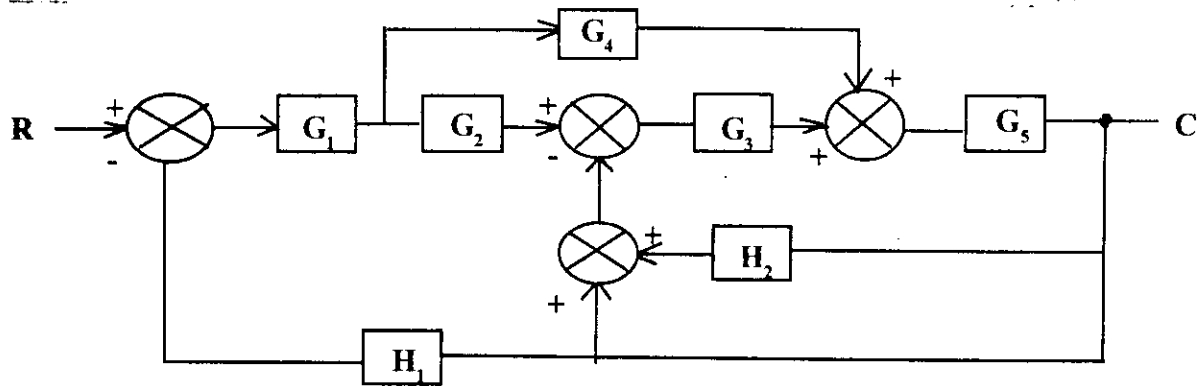 G₄
+
+
R
G₁
G₂
+
G₃
+
G₅
C
-
-
+
H₂
+
H₁